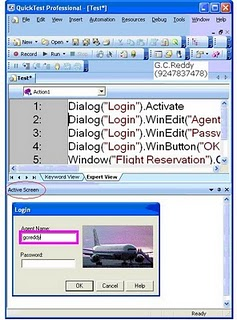 QuickTest Professional - [Test*]
File Edit View Insert Automation Resources Debug Tools Window Help
New Open
Record Run Stop
G.C.Reddy
(9247837478)
Test*
Action1
1: Dialog("Login").Activate
2: Dialog("Login").WinEdit("Agent
3: Dialog("Login").WinEdit("Passw
4: Dialog("Login").WinButton("OK
5: Window("Flight Reservation").C
Keyword View Expert View
Active Screen
Login
Agent Name:
gcreddy
Password:
OK Cancel Help
Ready